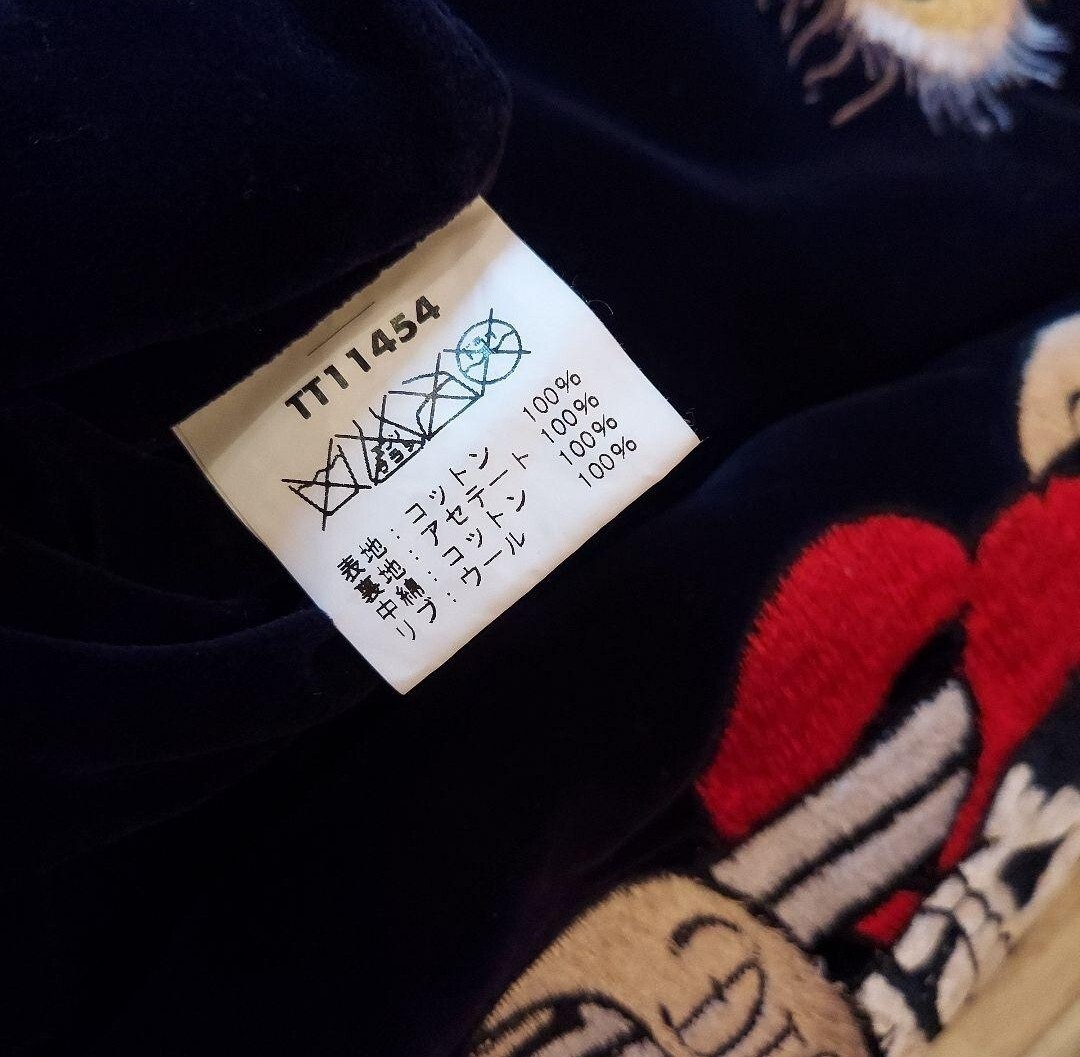 TT11454
表地：コットン 100%
裏地：アセテート 100%
中綿：コットン 100%
リブ：ウール 100%